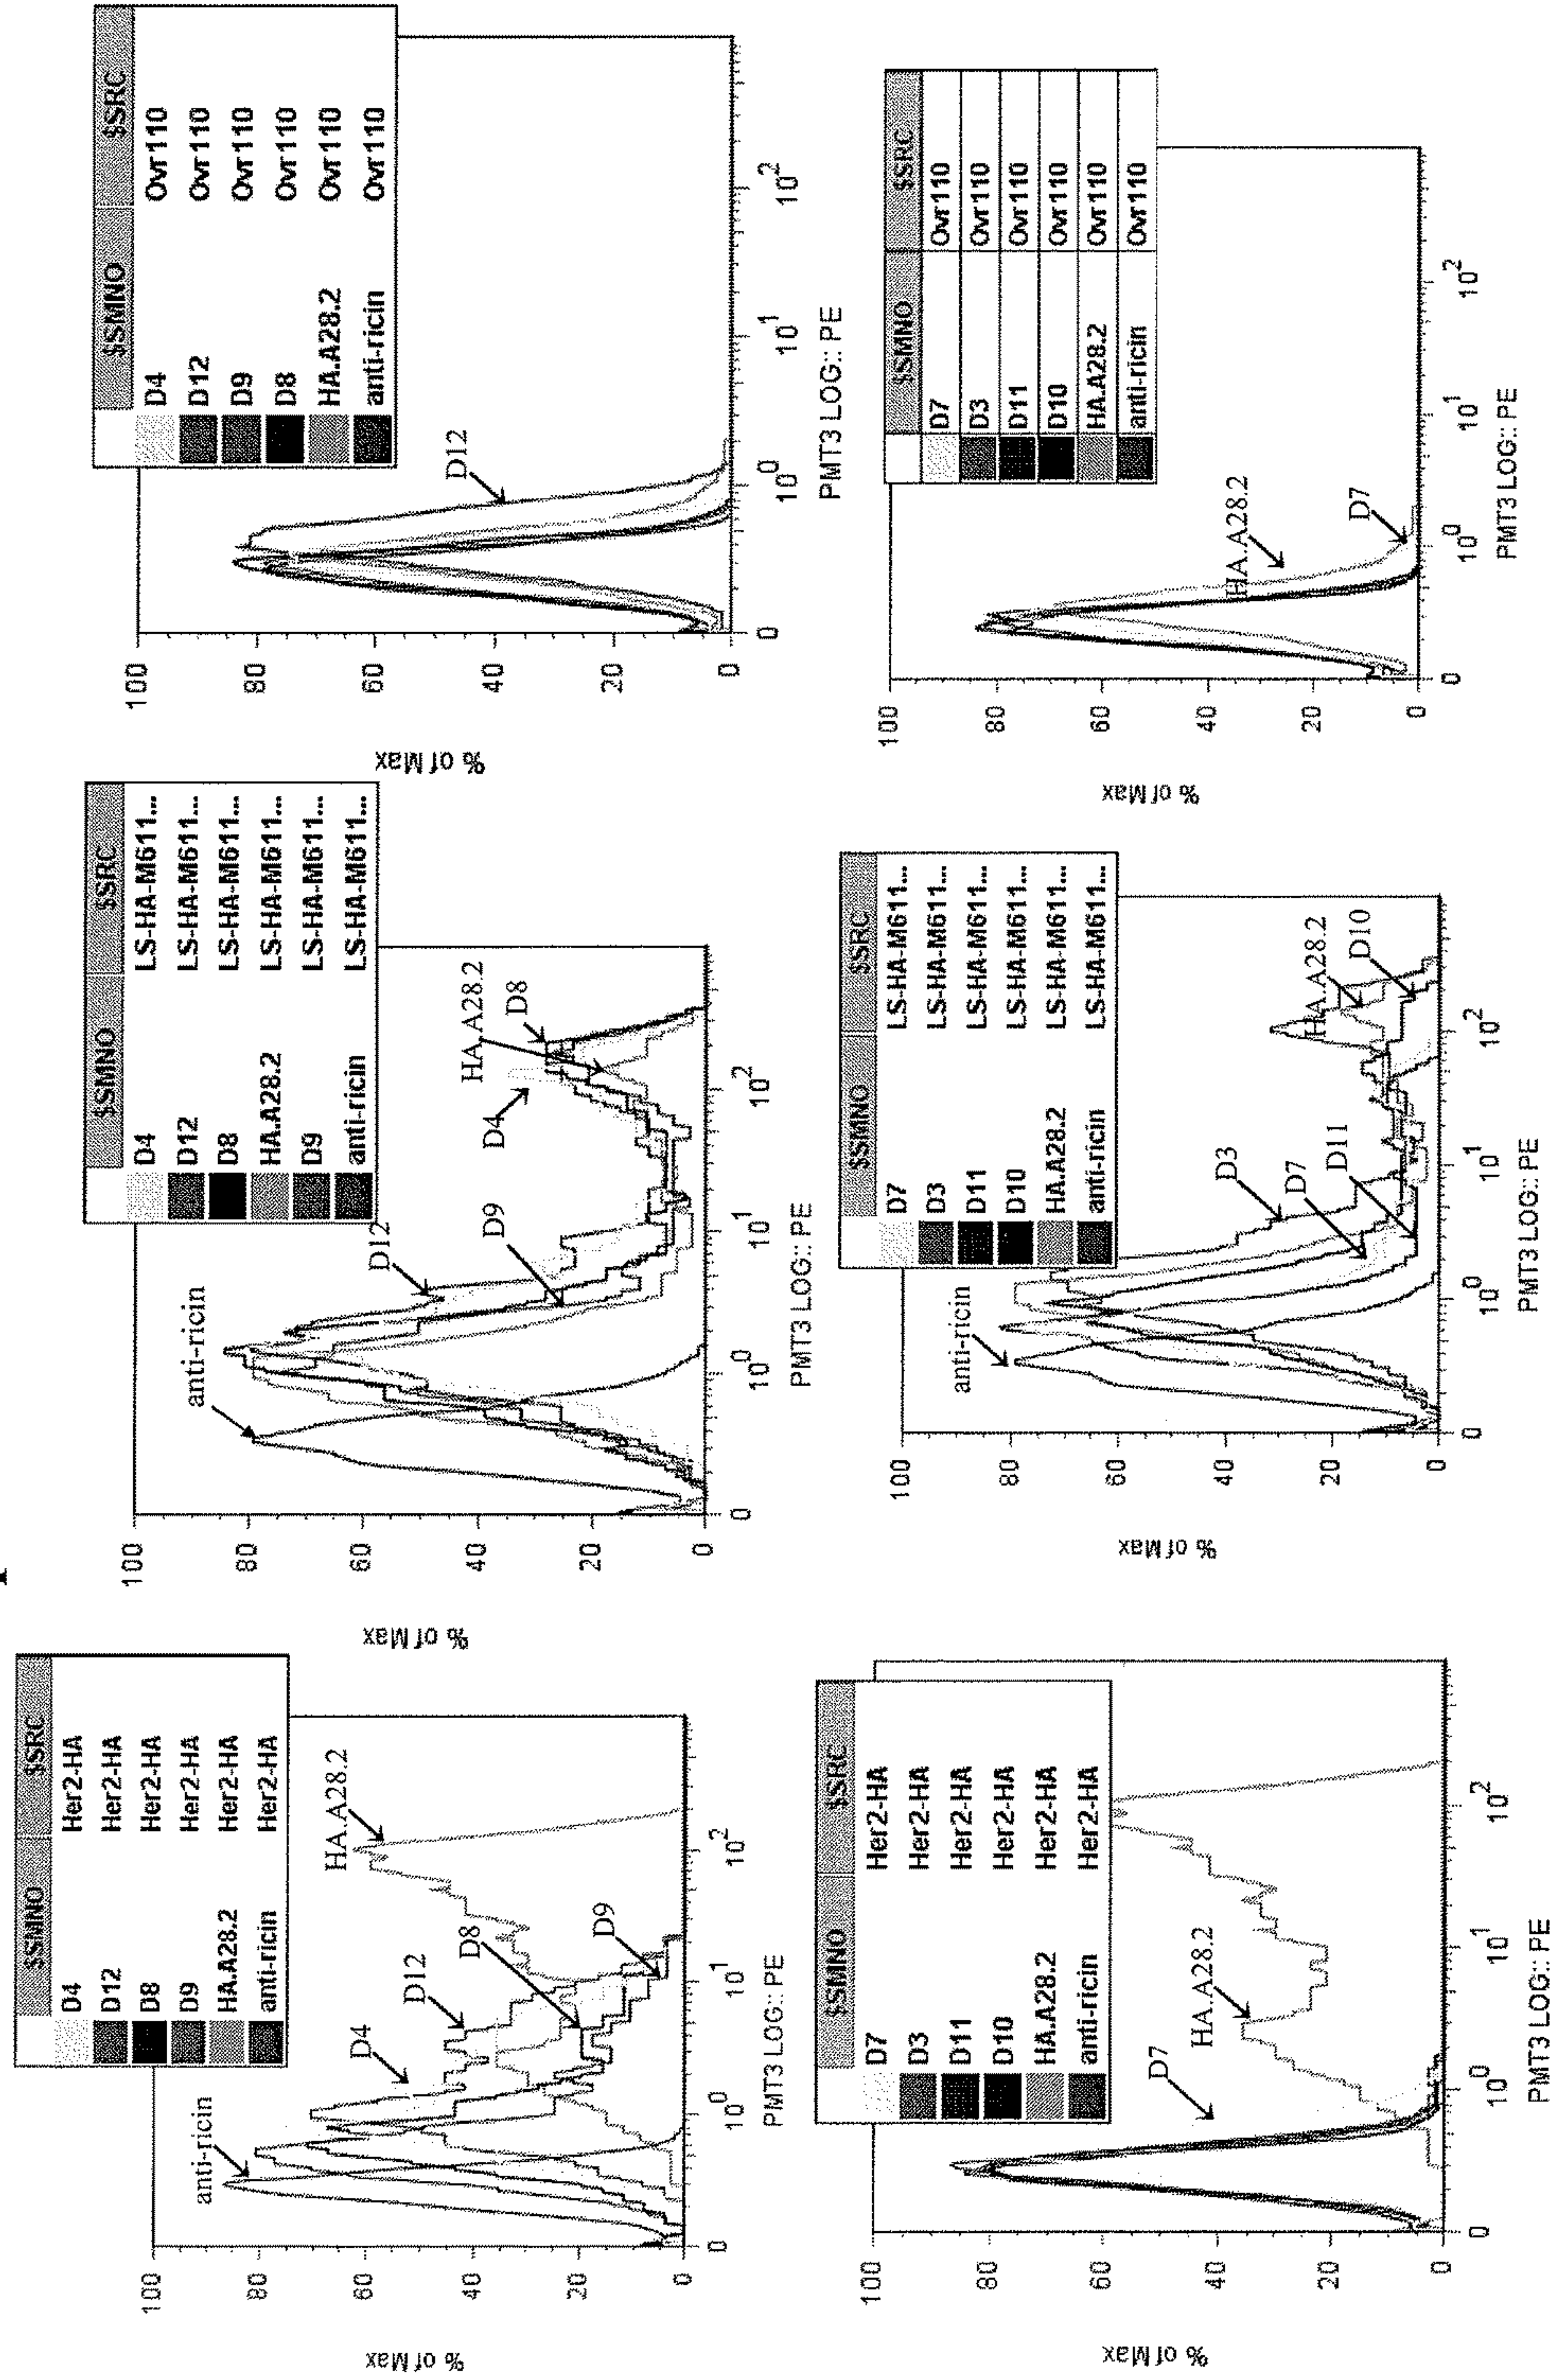 $SMNO $SRC
D4 Her2-HA
D12 Her2-HA
D8 Her2-HA
D9 Her2-HA
HA.A28.2 Her2-HA
anti-ricin Her2-HA
100
80
60
40
20
0
% of Max
anti-ricin
D4
D12
D8
D9
HA.A28.2
0 10^0 10^1 10^2
PMT3 LOG:: PE
$SMNO $SRC
D4 LS-HA-M611...
D12 LS-HA-M611...
D8 LS-HA-M611...
HA.A28.2 LS-HA-M611...
D9 LS-HA-M611...
anti-ricin LS-HA-M611...
100
80
60
40
20
0
% of Max
anti-ricin
D12
D9
D4
HA.A28.2
D8
0 10^0 10^1 10^2
PMT3 LOG:: PE
$SMNO $SRC
D4 Ovr110
D12 Ovr110
D9 Ovr110
D8 Ovr110
HA.A28.2 Ovr110
anti-ricin Ovr110
100
80
60
40
20
0
% of Max
D12
0 10^0 10^1 10^2
PMT3 LOG:: PE
$SMNO $SRC
D7 Her2-HA
D3 Her2-HA
D11 Her2-HA
D10 Her2-HA
HA.A28.2 Her2-HA
anti-ricin Her2-HA
100
80
60
40
20
0
% of Max
D7
HA.A28.2
0 10^0 10^1 10^2
PMT3 LOG:: PE
$SMNO $SRC
D7 LS-HA-M611...
D3 LS-HA-M611...
D11 LS-HA-M611...
D10 LS-HA-M611...
HA.A28.2 LS-HA-M611...
anti-ricin LS-HA-M611...
100
80
60
40
20
0
% of Max
anti-ricin
D3
D7
D11
HA.A28.2
D10
0 10^0 10^1 10^2
PMT3 LOG:: PE
$SMNO $SRC
D7 Ovr110
D3 Ovr110
D11 Ovr110
D10 Ovr110
HA.A28.2 Ovr110
anti-ricin Ovr110
100
80
60
40
20
0
% of Max
HA.A28.2
D7
0 10^0 10^1 10^2
PMT3 LOG:: PE